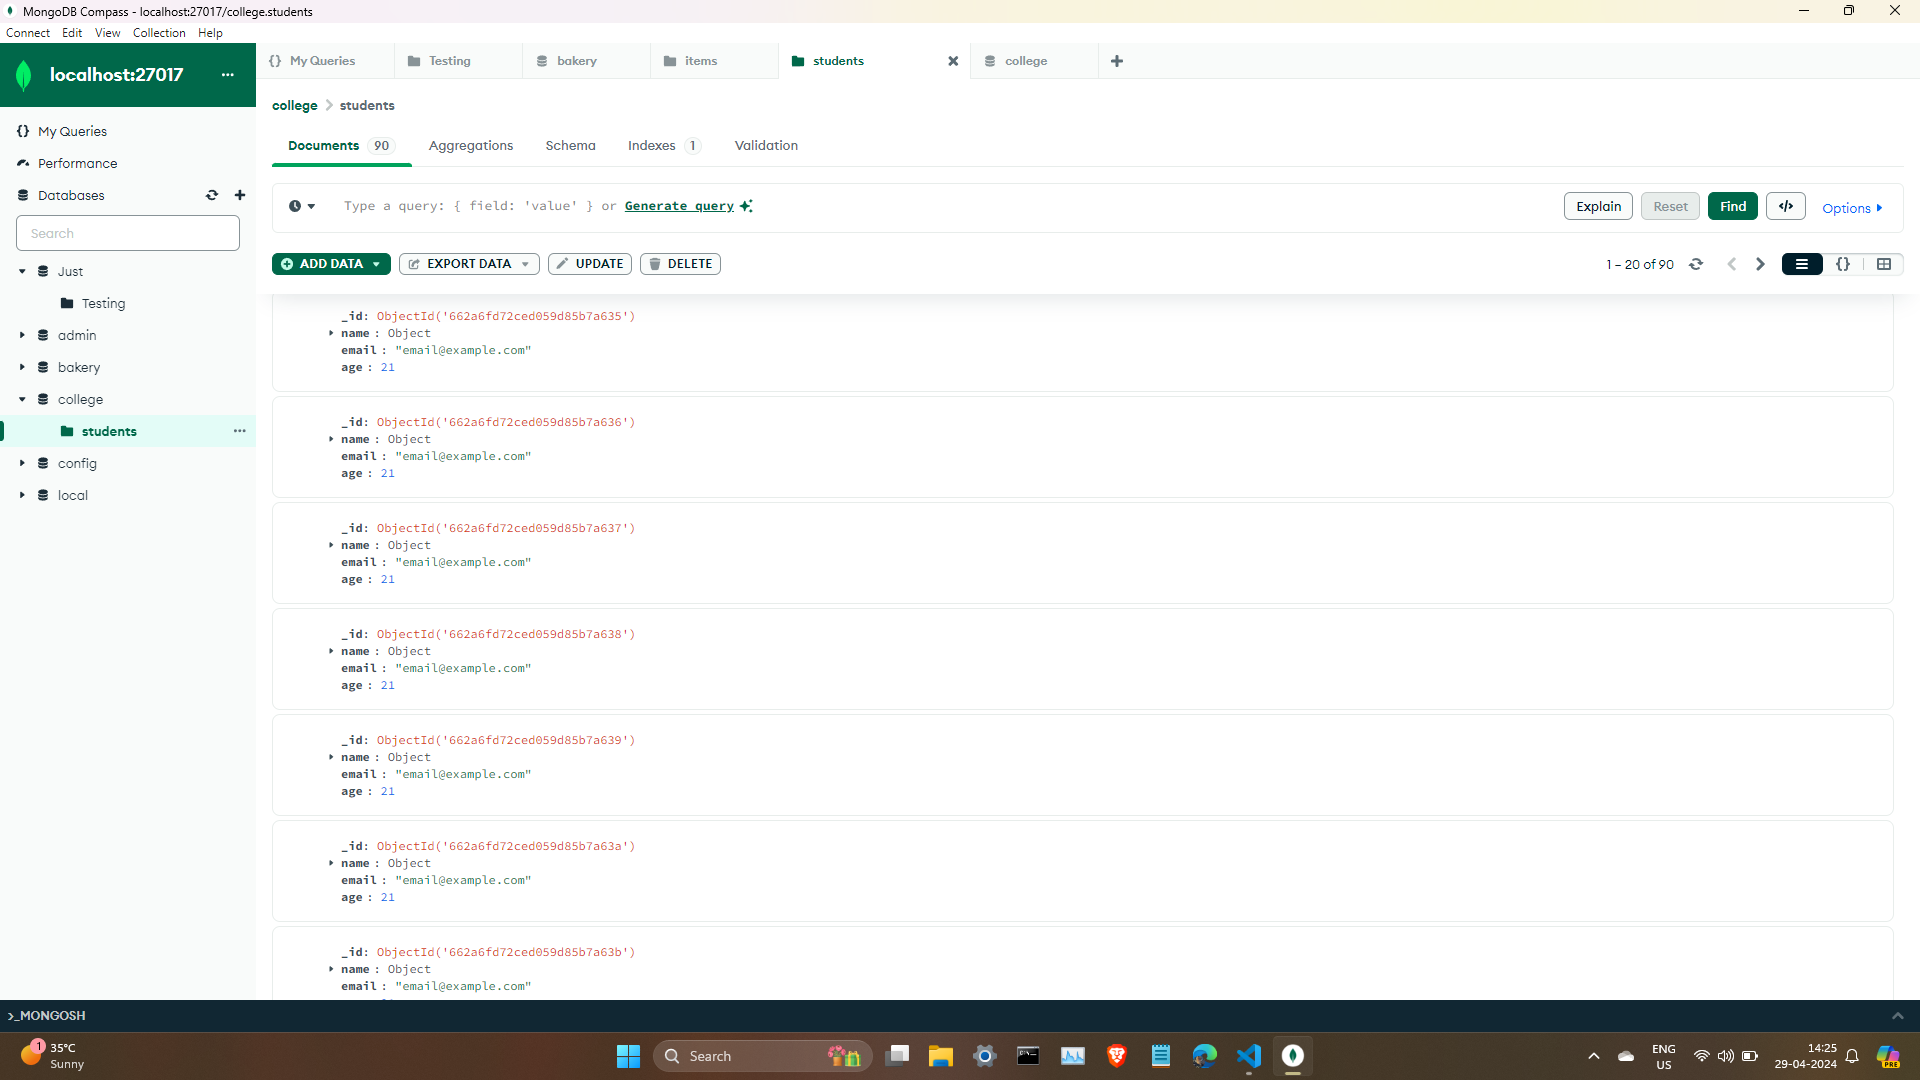 MongoDB Compass - localhost:27017/college.students
Connect Edit View Collection Help
localhost:27017 ...
{} My Queries
Performance
Databases
Search
Just
Testing
admin
bakery
college
students ...
config
local
{} My Queries Testing bakery items students college
college > students
Documents 90 Aggregations Schema Indexes 1 Validation
Type a query: { field: 'value' } or Generate query
Explain Reset Find </> Options
ADD DATA EXPORT DATA UPDATE DELETE
1 – 20 of 90 {}
_id: ObjectId('662a6fd72ced059d85b7a635')
name : Object
email : "email@example.com"
age : 21
_id: ObjectId('662a6fd72ced059d85b7a636')
name : Object
email : "email@example.com"
age : 21
_id: ObjectId('662a6fd72ced059d85b7a637')
name : Object
email : "email@example.com"
age : 21
_id: ObjectId('662a6fd72ced059d85b7a638')
name : Object
email : "email@example.com"
age : 21
_id: ObjectId('662a6fd72ced059d85b7a639')
name : Object
email : "email@example.com"
age : 21
_id: ObjectId('662a6fd72ced059d85b7a63a')
name : Object
email : "email@example.com"
age : 21
_id: ObjectId('662a6fd72ced059d85b7a63b')
name : Object
email : "email@example.com"
>_MONGOSH
1
35°C
Sunny
Search
ENG
US
14:25
29-04-2024
PRE